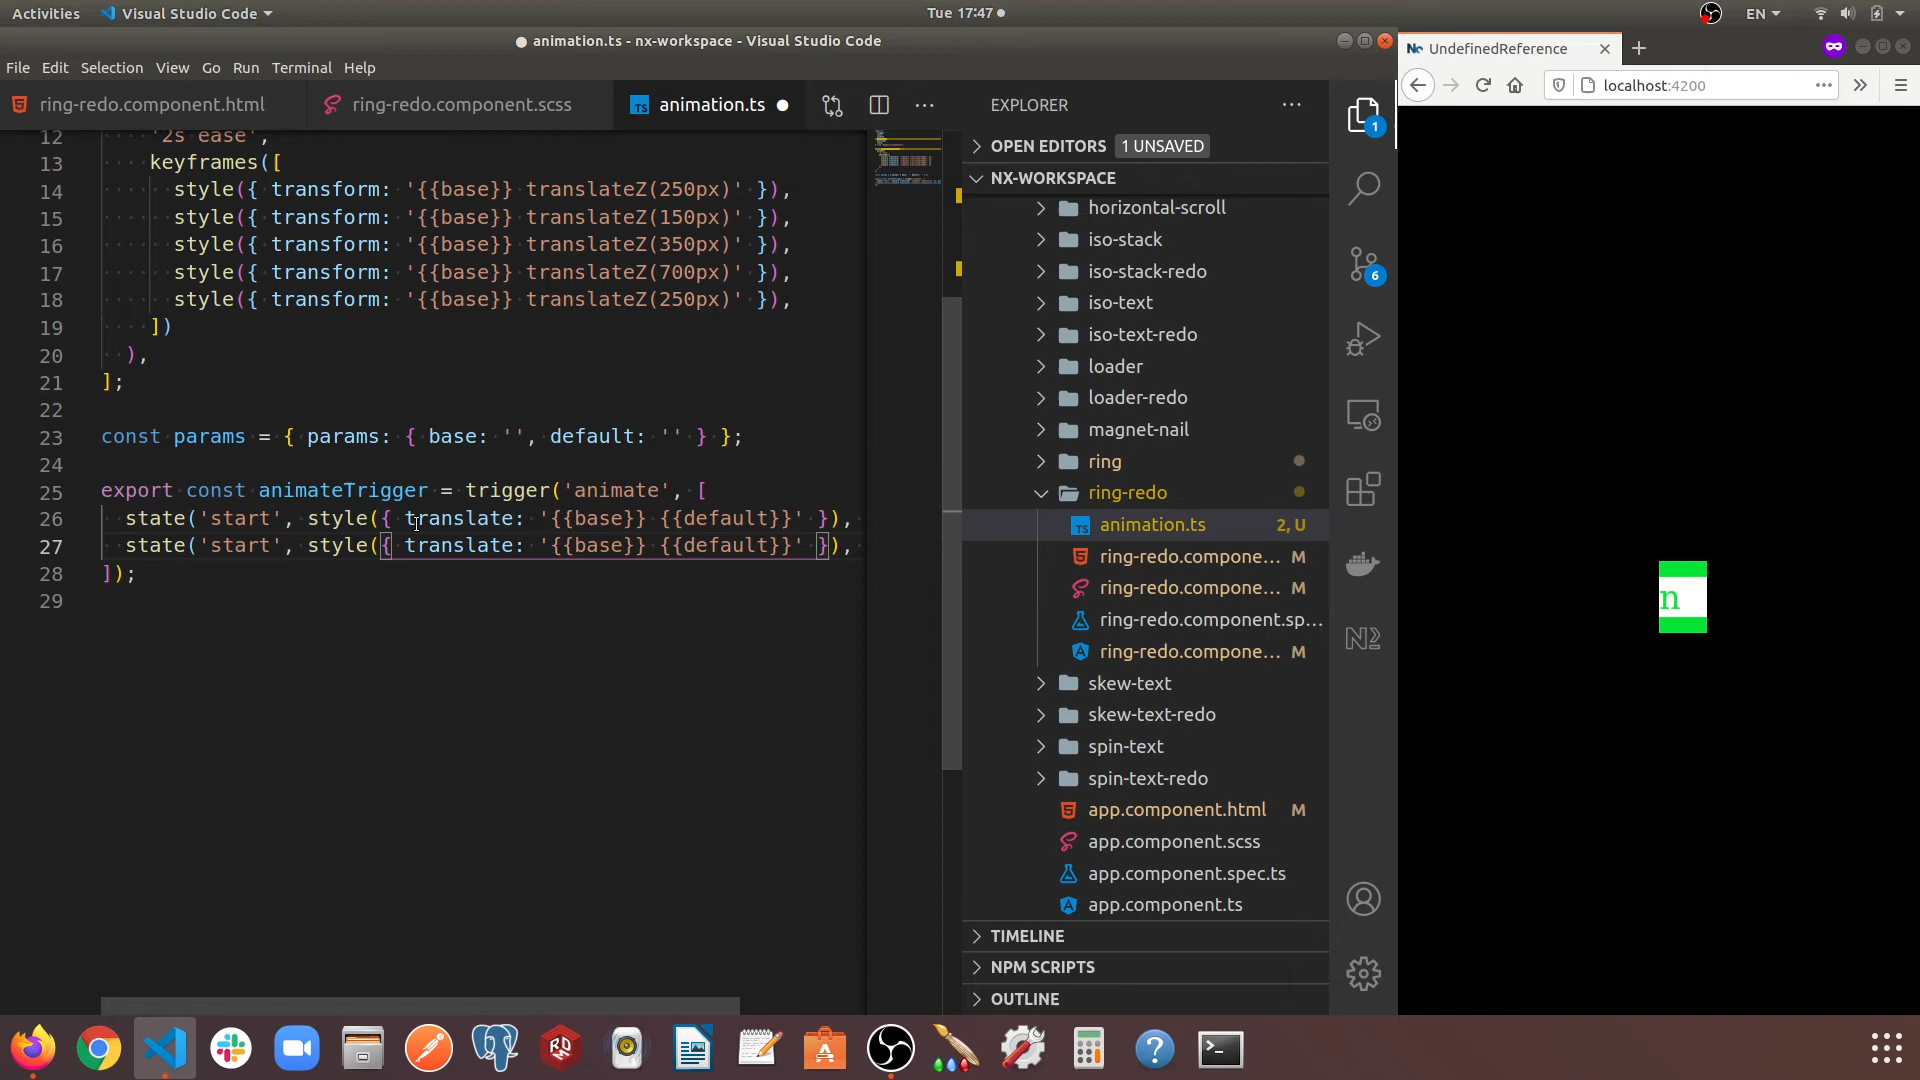 Activities
Visual Studio Code
Tue 17:47
EN
animation.ts - nx-workspace - Visual Studio Code
File Edit Selection View Go Run Terminal Help
ring-redo.component.html
ring-redo.component.scss
TS animation.ts
12 '2s ease',
13 keyframes([
14 style({ transform: '{{base}} translateZ(250px)' }),
15 style({ transform: '{{base}} translateZ(150px)' }),
16 style({ transform: '{{base}} translateZ(350px)' }),
17 style({ transform: '{{base}} translateZ(700px)' }),
18 style({ transform: '{{base}} translateZ(250px)' }),
19 ])
20 ),
21 ];
22
23 const params = { params: { base: '', default: '' } };
24
25 export const animateTrigger = trigger('animate', [
26 state('start', style({ translate: '{{base}} {{default}}' }),
27 state('start', style({ translate: '{{base}} {{default}}' }),
28 ]);
29
EXPLORER
OPEN EDITORS 1 UNSAVED
NX-WORKSPACE
horizontal-scroll
iso-stack
iso-stack-redo
iso-text
iso-text-redo
loader
loader-redo
magnet-nail
ring
ring-redo
TS animation.ts 2, U
ring-redo.compone... M
ring-redo.compone... M
ring-redo.component.sp...
ring-redo.compone... M
skew-text
skew-text-redo
spin-text
spin-text-redo
app.component.html M
app.component.scss
app.component.spec.ts
app.component.ts
TIMELINE
NPM SCRIPTS
OUTLINE
1
6
UndefinedReference
localhost:4200
n